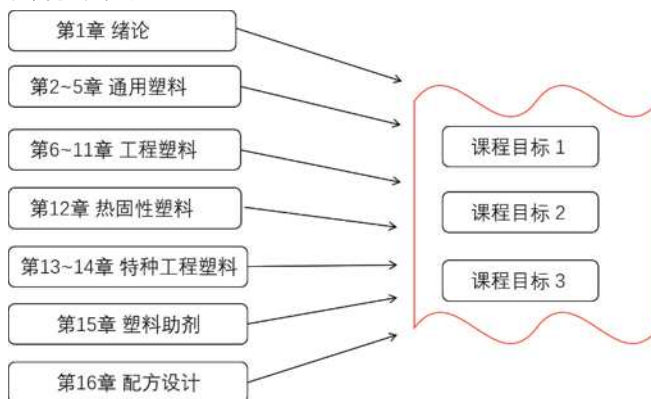 第1章 绪论
第2~5章 通用塑料
第6~11章 工程塑料
第12章 热固性塑料
第13~14章 特种工程塑料
第15章 塑料助剂
第16章 配方设计
课程目标 1
课程目标 2
课程目标 3